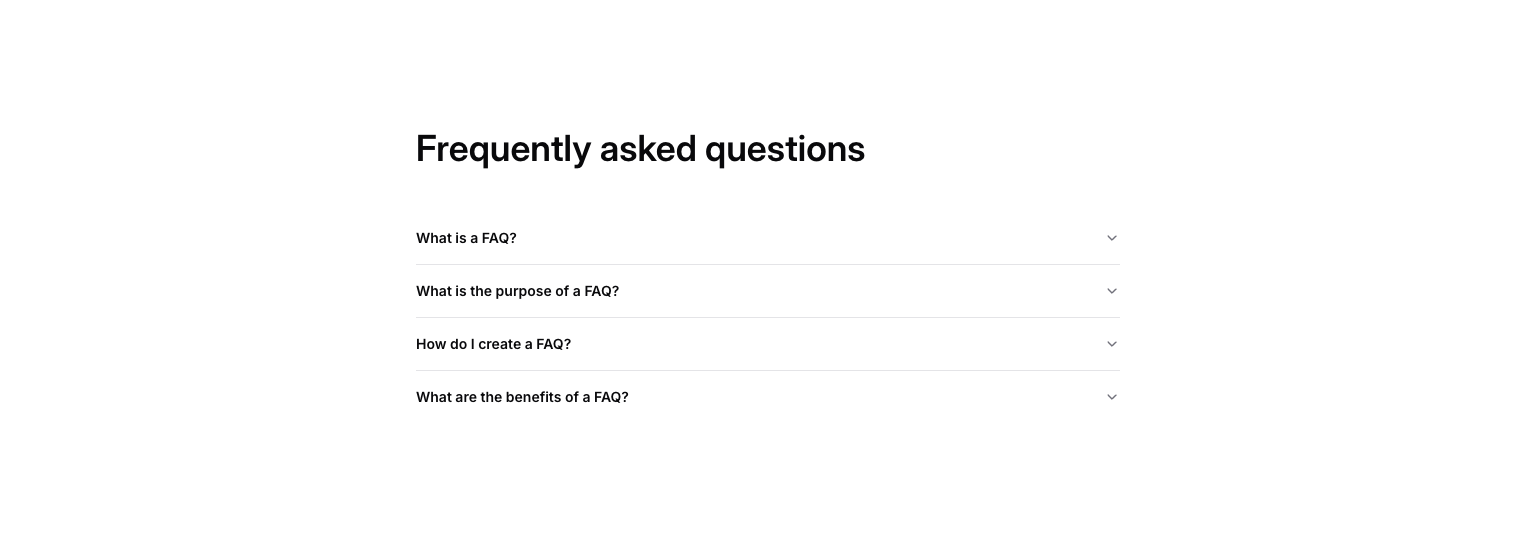 Frequently asked questions
What is a FAQ?
What is the purpose of a FAQ?
How do I create a FAQ?
What are the benefits of a FAQ?